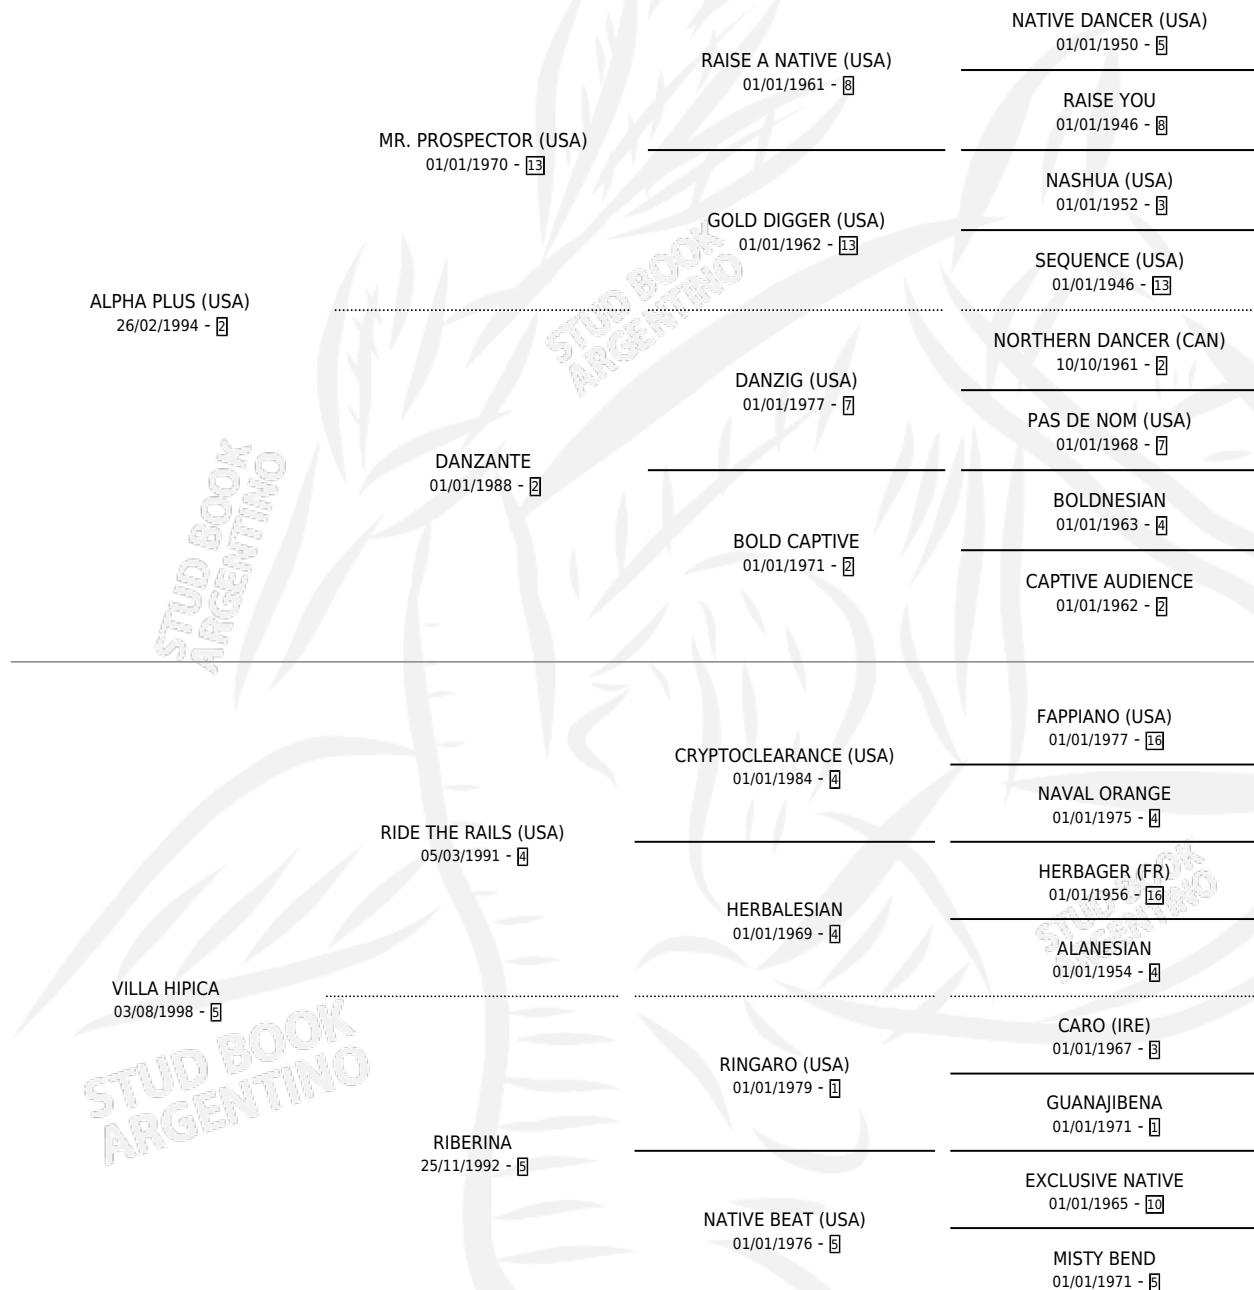 NATIVE DANCER (USA)
01/01/1950 - 5
RAISE A NATIVE (USA)
01/01/1961 - 8
RAISE YOU
01/01/1946 - 8
MR. PROSPECTOR (USA)
01/01/1970 - 13
NASHUA (USA)
01/01/1952 - 3
GOLD DIGGER (USA)
01/01/1962 - 13
SEQUENCE (USA)
01/01/1946 - 13
ALPHA PLUS (USA)
26/02/1994 - 2
NORTHERN DANCER (CAN)
10/10/1961 - 2
DANZIG (USA)
01/01/1977 - 7
PAS DE NOM (USA)
01/01/1968 - 7
DANZANTE
01/01/1988 - 2
BOLDNESIAN
01/01/1963 - 4
BOLD CAPTIVE
01/01/1971 - 2
CAPTIVE AUDIENCE
01/01/1962 - 2
FAPPIANO (USA)
01/01/1977 - 16
CRYPTOCLEARANCE (USA)
01/01/1984 - 4
NAVAL ORANGE
01/01/1975 - 4
RIDE THE RAILS (USA)
05/03/1991 - 4
HERBAGER (FR)
01/01/1956 - 16
HERBALESIAN
01/01/1969 - 4
ALANESIAN
01/01/1954 - 4
VILLA HIPICA
03/08/1998 - 5
CARO (IRE)
01/01/1967 - 3
RINGARO (USA)
01/01/1979 - 1
GUANAJIBENA
01/01/1971 - 1
RIBERINA
25/11/1992 - 5
EXCLUSIVE NATIVE
01/01/1965 - 10
NATIVE BEAT (USA)
01/01/1976 - 5
MISTY BEND
01/01/1971 - 5
STUD BOOK
ARGENTINO
STUD BOOK
ARGENTINO
STUD BOOK
ARGENTINO
STUD BOOK
ARGENTINO